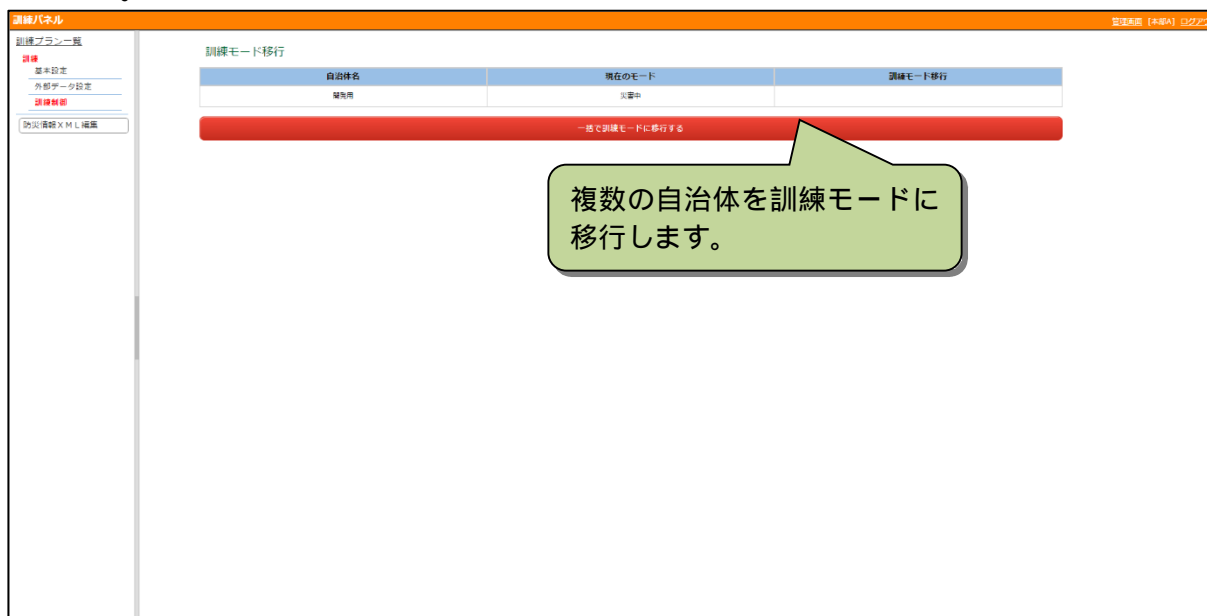 訓練パネル
管理画面 [本部A] ログアウ
訓練プラン一覧
訓練
基本設定
外部データ設定
訓練制御
防災情報XML編集
訓練モード移行
自治体名 現在のモード 訓練モード移行
開発用 災害中
一括で訓練モードに移行する
複数の自治体を訓練モードに
移行します。